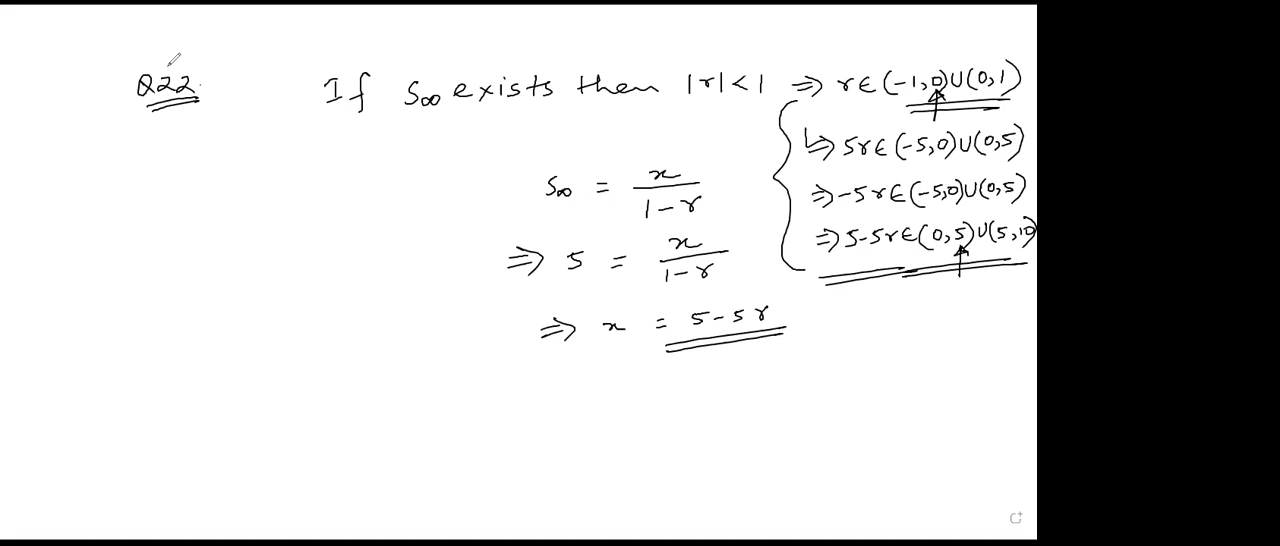 Q22. If S∞ exists then |r|<1 ⇒ r∈(-1,0)∪(0,1)
↳⇒ 5r∈(-5,0)∪(0,5)
S∞ = x/(1-r)
⇒ -5r∈(-5,0)∪(0,5)
⇒ 5-5r∈(0,5)∪(5,10)
⇒ 5 = x/(1-r)
⇒ x = 5-5r